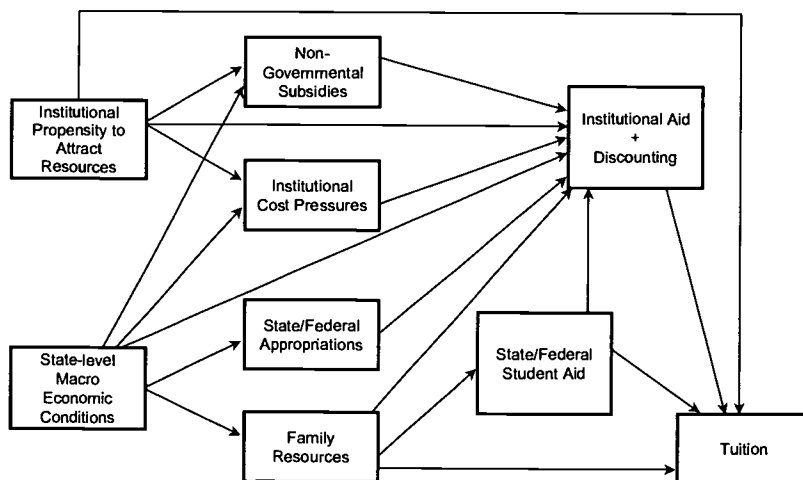 Non-
Governmental
Subsidies
Institutional
Propensity to
Attract
Resources
Institutional Aid
+
Discounting
Institutional
Cost Pressures
State/Federal
Appropriations
State/Federal
Student Aid
State-level
Macro
Economic
Conditions
Family
Resources
Tuition